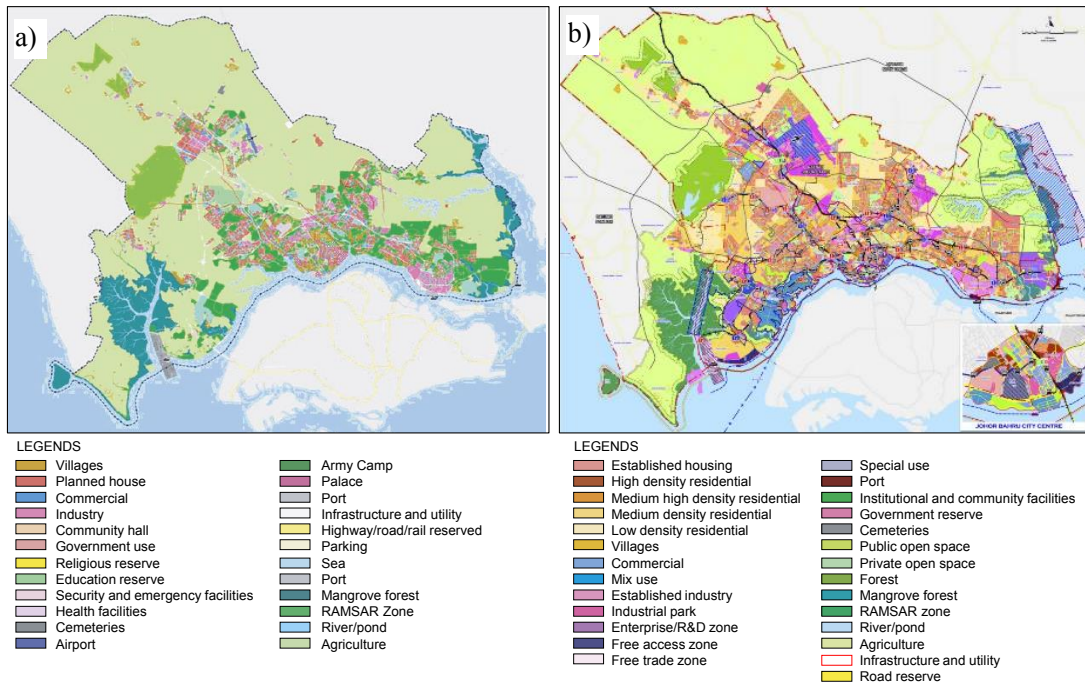 a)
b)
JOHOR BAHRU CITY CENTRE
LEGENDS
Villages
Planned house
Commercial
Industry
Community hall
Government use
Religious reserve
Education reserve
Security and emergency facilities
Health facilities
Cemeteries
Airport
Army Camp
Palace
Port
Infrastructure and utility
Highway/road/rail reserved
Parking
Sea
Port
Mangrove forest
RAMSAR Zone
River/pond
Agriculture
LEGENDS
Established housing
High density residential
Medium high density residential
Medium density residential
Low density residential
Villages
Commercial
Mix use
Established industry
Industrial park
Enterprise/R&D zone
Free access zone
Free trade zone
Special use
Port
Institutional and community facilities
Government reserve
Cemeteries
Public open space
Private open space
Forest
Mangrove forest
RAMSAR zone
River/pond
Agriculture
Infrastructure and utility
Road reserve